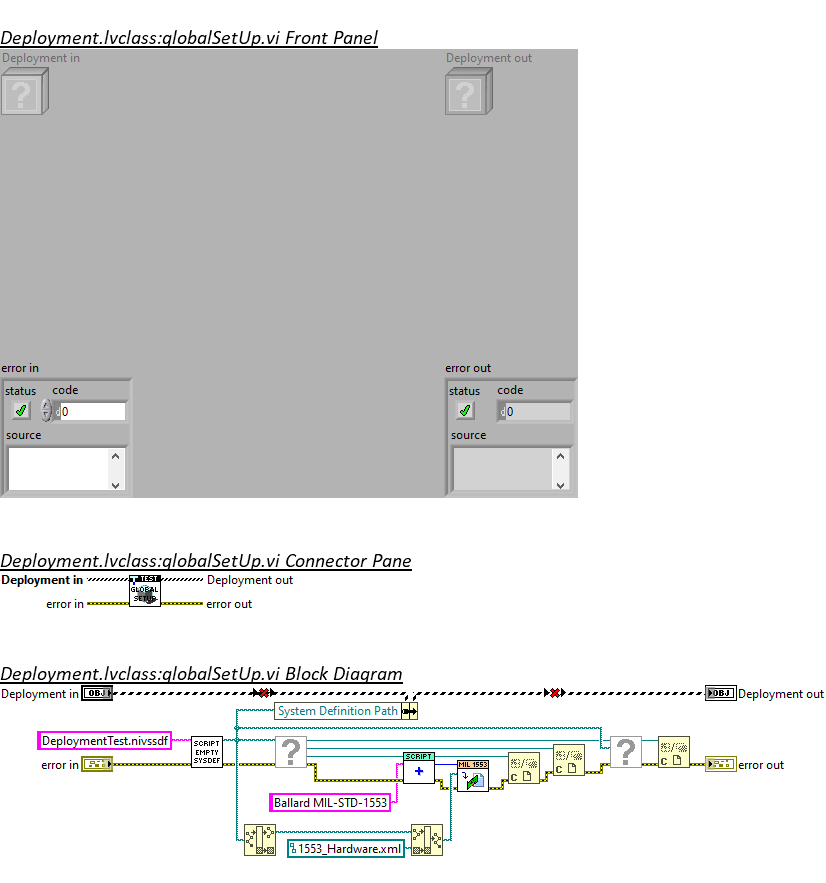 Deployment.lvclass:globalSetUp.vi Front Panel
Deployment in Deployment out
? ?
error in error out
status code status code
d 0 d 0
source source
Deployment.lvclass:globalSetUp.vi Connector Pane
Deployment in TEST Deployment out
GLOBAL
error in SETUP error out
Deployment.lvclass:globalSetUp.vi Block Diagram
Deployment in OBJ OBJ Deployment out
System Definition Path
DeploymentTest.nivssdf SCRIPT EMPTY SYSDEF ? ?
error in SCRIPT MIL 1553 C C C error out
Ballard MIL-STD-1553
1553_Hardware.xml